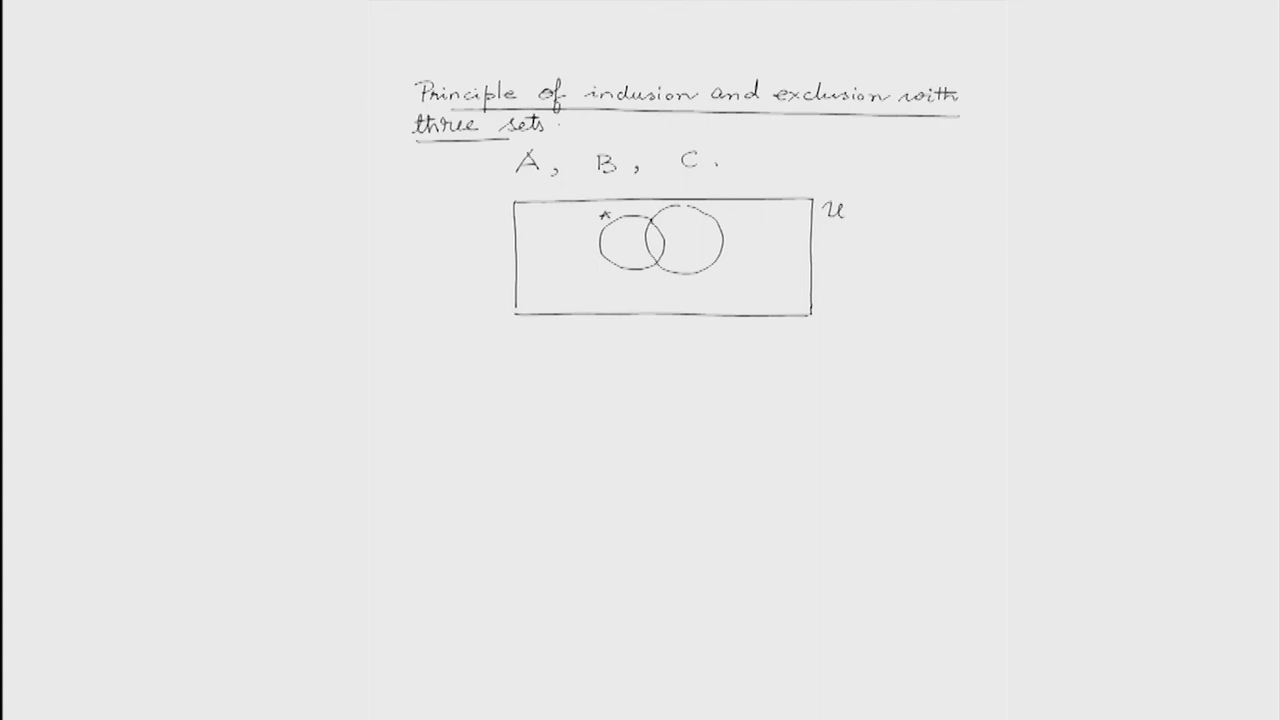 Principle of inclusion and exclusion with
three sets.
A, B, C.
A
U